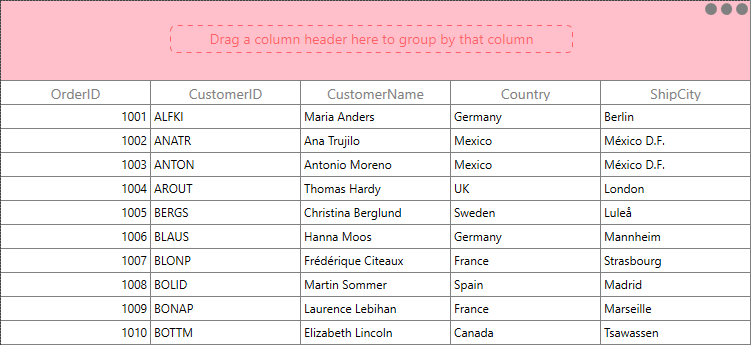 Drag a column header here to group by that column
OrderID CustomerID CustomerName Country ShipCity
1001 ALFKI Maria Anders Germany Berlin
1002 ANATR Ana Trujilo Mexico México D.F.
1003 ANTON Antonio Moreno Mexico México D.F.
1004 AROUT Thomas Hardy UK London
1005 BERGS Christina Berglund Sweden Luleå
1006 BLAUS Hanna Moos Germany Mannheim
1007 BLONP Frédérique Citeaux France Strasbourg
1008 BOLID Martin Sommer Spain Madrid
1009 BONAP Laurence Lebihan France Marseille
1010 BOTTM Elizabeth Lincoln Canada Tsawassen